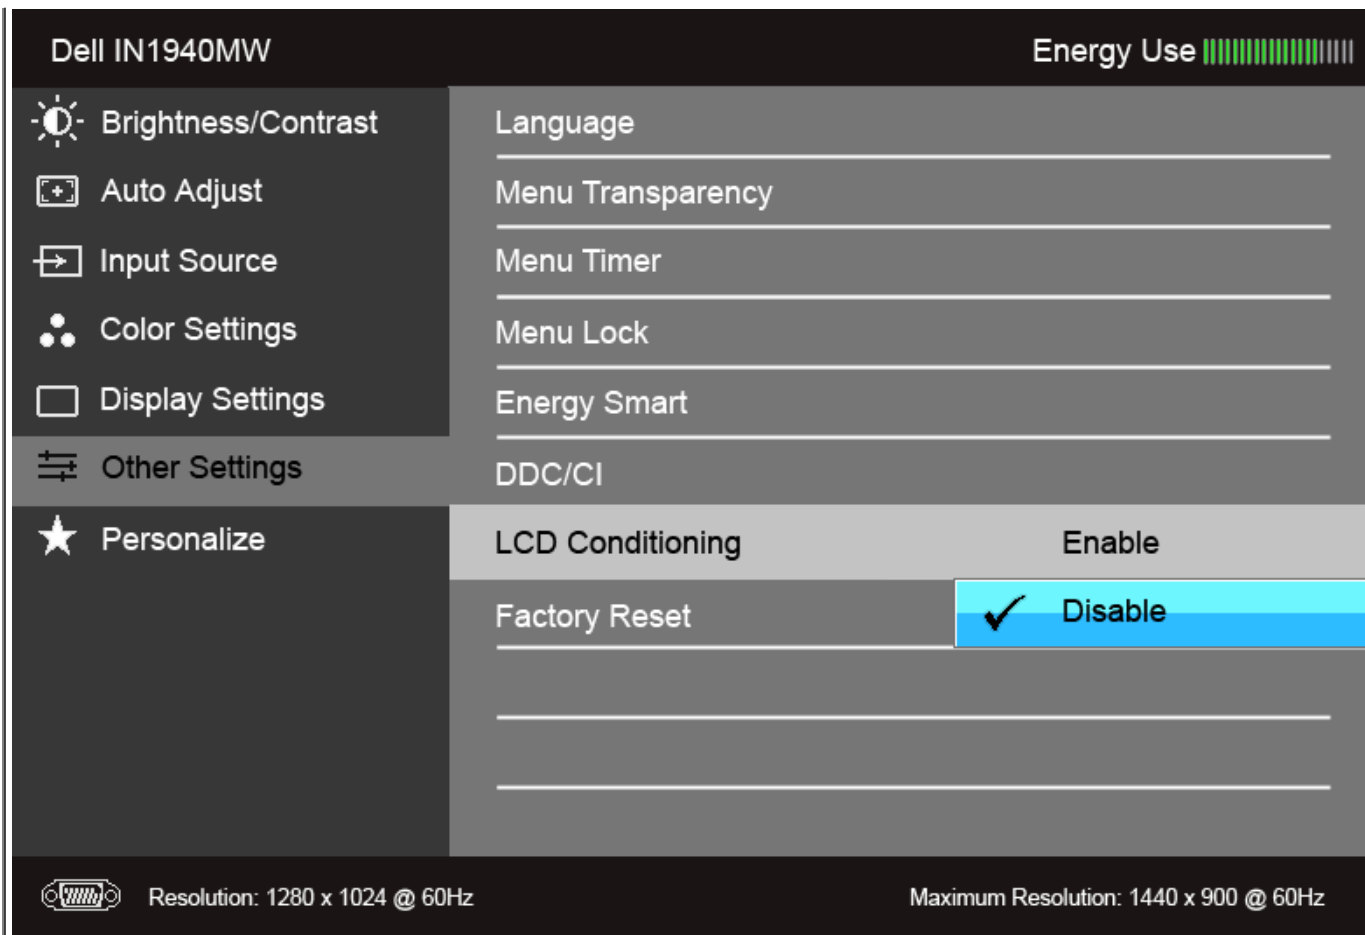 Dell IN1940MW
Energy Use
Brightness/Contrast
Auto Adjust
Input Source
Color Settings
Display Settings
Other Settings
Personalize
Language
Menu Transparency
Menu Timer
Menu Lock
Energy Smart
DDC/CI
LCD Conditioning
Enable
Factory Reset
Disable
Resolution: 1280 x 1024 @ 60Hz
Maximum Resolution: 1440 x 900 @ 60Hz